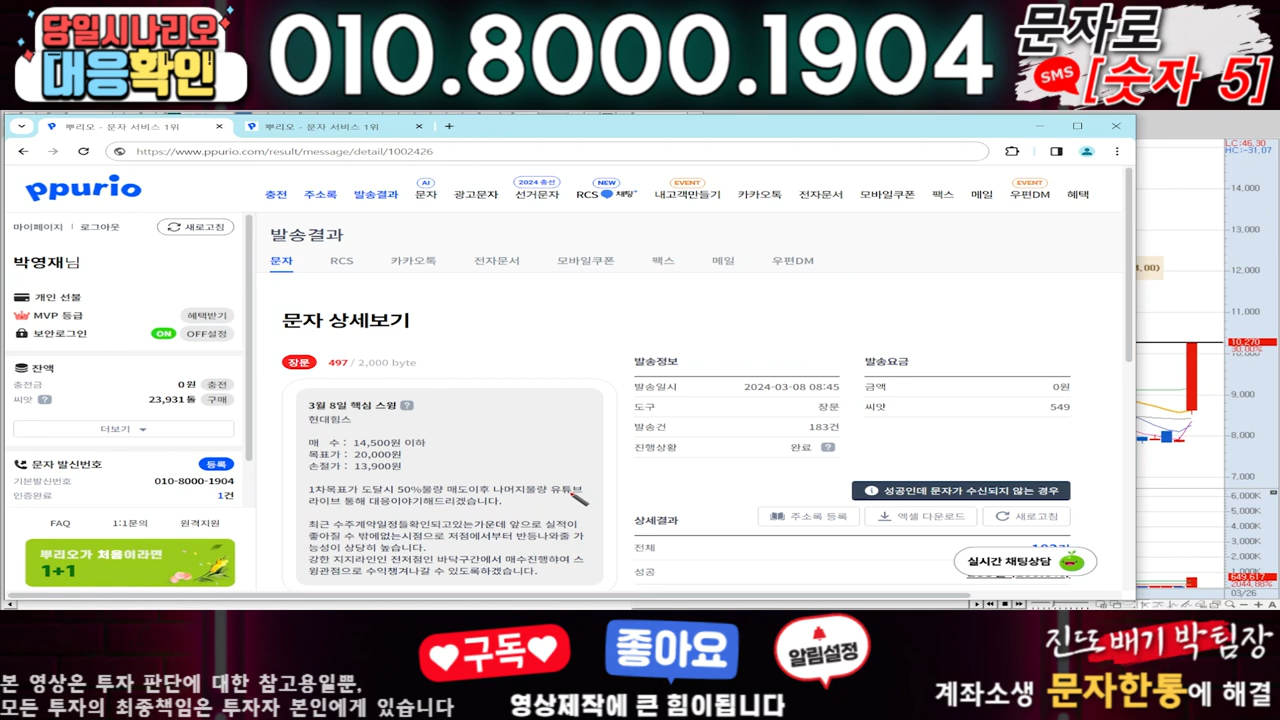 당일시나리오
대응확인
010.8000.1904
문자로
SMS
[숫자 5]
뿌리오 - 문자 서비스 1위
뿌리오 - 문자 서비스 1위
https://www.ppurio.com/result/message/detail/1002426
ppurio
충전
주소록
발송결과
AI
문자
광고문자
2024 총선
선거문자
NEW
RCS 채팅+
EVENT
내고객만들기
카카오톡
전자문서
모바일쿠폰
팩스
메일
EVENT
우편DM
혜택
마이페이지 | 로그아웃
새로고침
박영재님
개인 선불
MVP 등급
혜택받기
보안로그인
ON
OFF설정
잔액
충전금
0 원
충전
씨앗 ?
23,931 톨
구매
더보기
문자 발신번호
등록
기본발신번호
010-8000-1904
인증완료
1건
FAQ
1:1문의
원격지원
뿌리오가 처음이라면
1+1
발송결과
문자
RCS
카카오톡
전자문서
모바일쿠폰
팩스
메일
우편DM
문자 상세보기
장문
497 / 2,000 byte
3월 8일 핵심 스윙 ?
현대힘스
매 수 : 14,500원 이하
목표가 : 20,000원
손절가 : 13,900원
1차목표가 도달시 50%물량 매도이후 나머지물량 유튜브
라이브 통해 대응이야기해드리겠습니다.
최근 수주계약일정들확인되고있는가운데 앞으로 실적이
좋아질 수 밖에없는시점으로 저점에서부터 반등나와줄 가
능성이 상당히 높습니다.
강한 지지라인인 전저점인 바닥구간에서 매수진행하여 스
윙관점으로 수익챙겨나갈 수 있도록하겠습니다.
발송정보
발송일시
2024-03-08 08:45
도구
장문
발송건
183건
진행상황
완료 ?
발송요금
금액
0원
씨앗
549
성공인데 문자가 수신되지 않는 경우
상세결과
주소록 등록
엑셀 다운로드
새로고침
전체
성공
실시간 채팅상담
LC:46.30
HC:-31.07
14,000
13,000
12,000
11,000
10,270
30.00%
10,000
9,000
8,000
7,000
6,000K
5,000K
4,000K
3,000K
2,000K
1,000K
649,617
2044.88%
03/26
구독
좋아요
알림설정
영상제작에 큰 힘이됩니다
본 영상은 투자 판단에 대한 참고용일뿐,
모든 투자의 최종책임은 투자자 본인에게 있습니다
진또배기 박팀장
계좌소생 문자한통에 해결